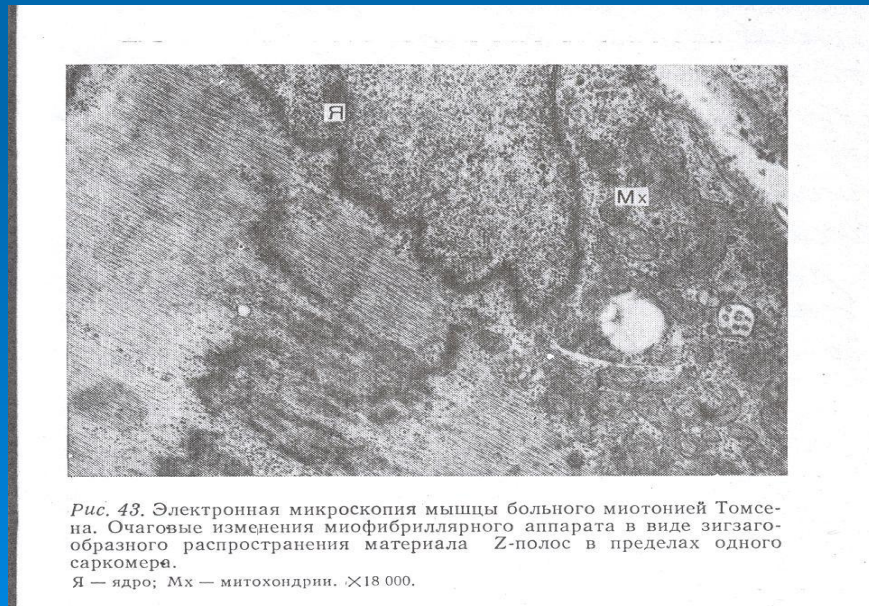 Я
Мх
Рис. 43. Электронная микроскопия мышцы больного миотонией Томсе-
на. Очаговые изменения миофибриллярного аппарата в виде зигзаго-
образного распространения материала Z-полос в пределах одного
саркомера.
Я — ядро; Мх — митохондрии. ×18 000.